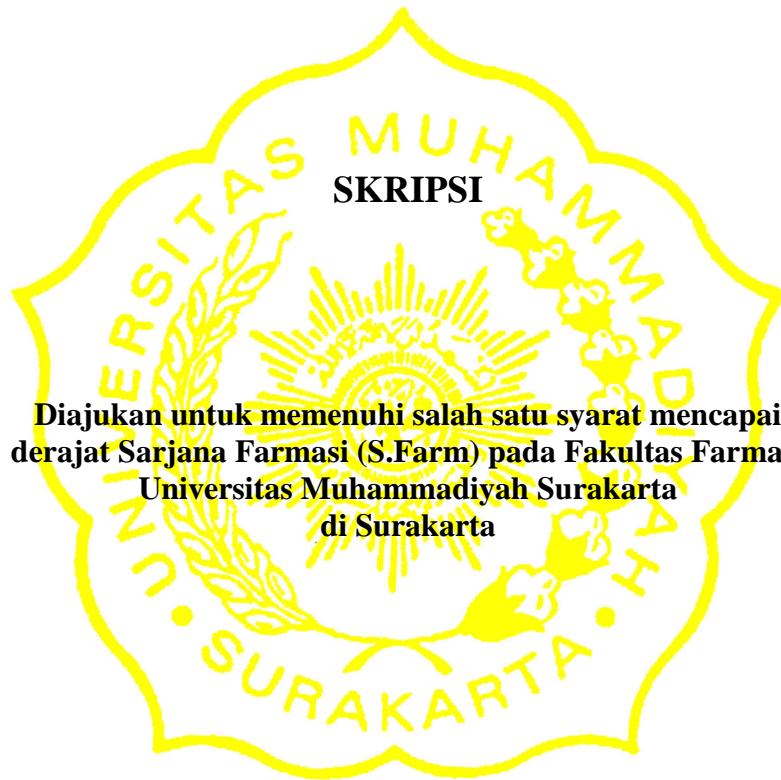 UNIVERSITAS MUHAMMADIYAH
SKRIPSI
Diajukan untuk memenuhi salah satu syarat mencapai
derajat Sarjana Farmasi (S.Farm) pada Fakultas Farma
Universitas Muhammadiyah Surakarta
di Surakarta
• SURAKARTA •